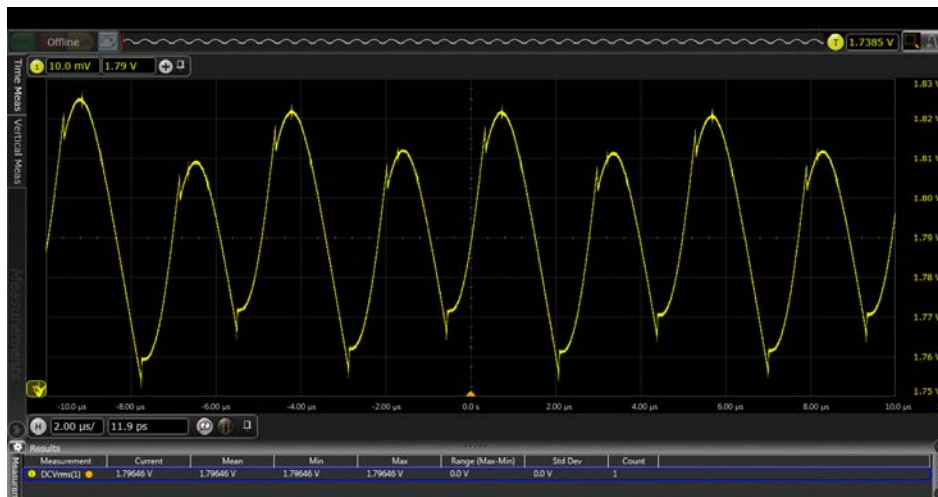 Offline
T 1.7385 V
1 10.0 mV 1.79 V
Time Meas
Vertical Meas
Measurements
1.83 V
1.82 V
1.81 V
1.80 V
1.79 V
1.78 V
1.77 V
1.76 V
1.75 V
-10.0 µs -8.00 µs -6.00 µs -4.00 µs -2.00 µs 0.0 s 2.00 µs 4.00 µs 6.00 µs 8.00 µs 10.0 µs
H 2.00 µs/ 11.9 ps
Results
Measurement Current Mean Min Max Range (Max-Min) Std Dev Count
DCVrms(1) 1.79646 V 1.79646 V 1.79646 V 1.79646 V 0.0 V 0.0 V 1